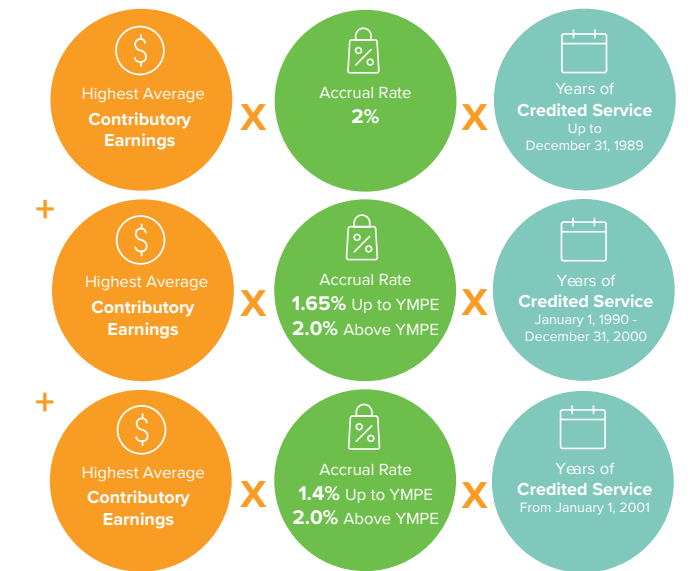 Highest Average
Contributory
Earnings
X
Accrual Rate
2%
X
Years of
Credited Service
Up to
December 31, 1989
+
Highest Average
Contributory
Earnings
X
Accrual Rate
1.65% Up to YMPE
2.0% Above YMPE
X
Years of
Credited Service
January 1, 1990 -
December 31, 2000
+
Highest Average
Contributory
Earnings
X
Accrual Rate
1.4% Up to YMPE
2.0% Above YMPE
X
Years of
Credited Service
From January 1, 2001